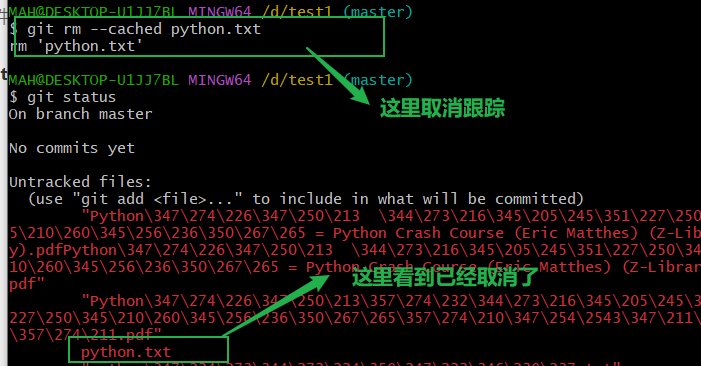 MAH@DESKTOP-U1JJ7BL MINGW64 /d/test1 (master)
$ git rm --cached python.txt
rm 'python.txt'
MAH@DESKTOP-U1JJ7BL MINGW64 /d/test1 (master)
$ git status
这里取消跟踪
On branch master
No commits yet
Untracked files:
(use "git add <file>..." to include in what will be committed)
"Python\347\274\226\347\250\213 \344\273\216\345\205\245\351\227\250
5\210\260\345\256\236\350\267\265 = Python Crash Course (Eric Matthes) (Z-Lib
y).pdfPython\347\274\226\347\250\213 \344\273\216\345\205\245\351\227\250\34
10\260\345\256\236\350\267\265 = Python Crash Course (Eric Matthes) (Z-Librar
pdf"
这里看到已经取消了
"Python\347\274\226\347\250\213\357\274\232\344\273\216\345\205\245\3
227\250\345\210\260\345\256\236\350\267\265\357\274\210\347\254\2543\347\211\
\357\274\211.pdf"
python.txt